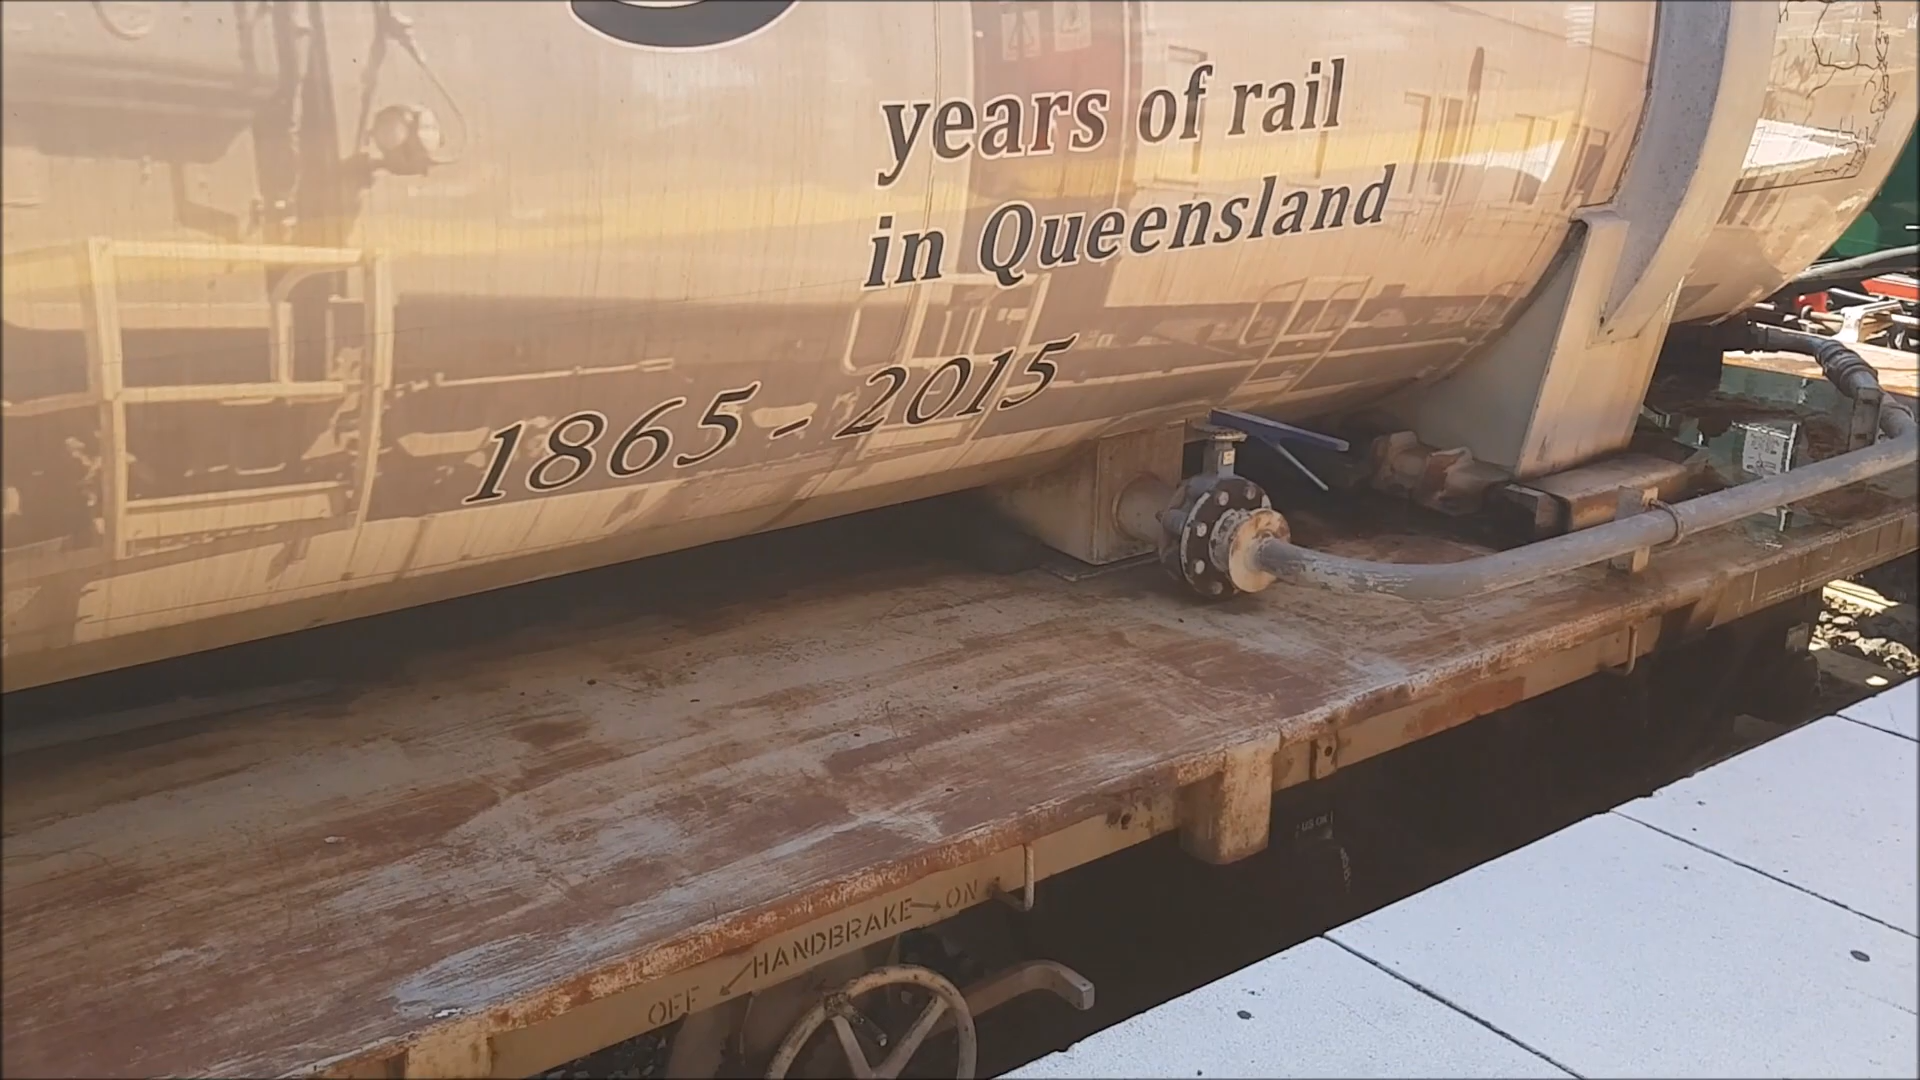 years of rail
in Queensland
1865 - 2015
OFF HANDBRAKE ON